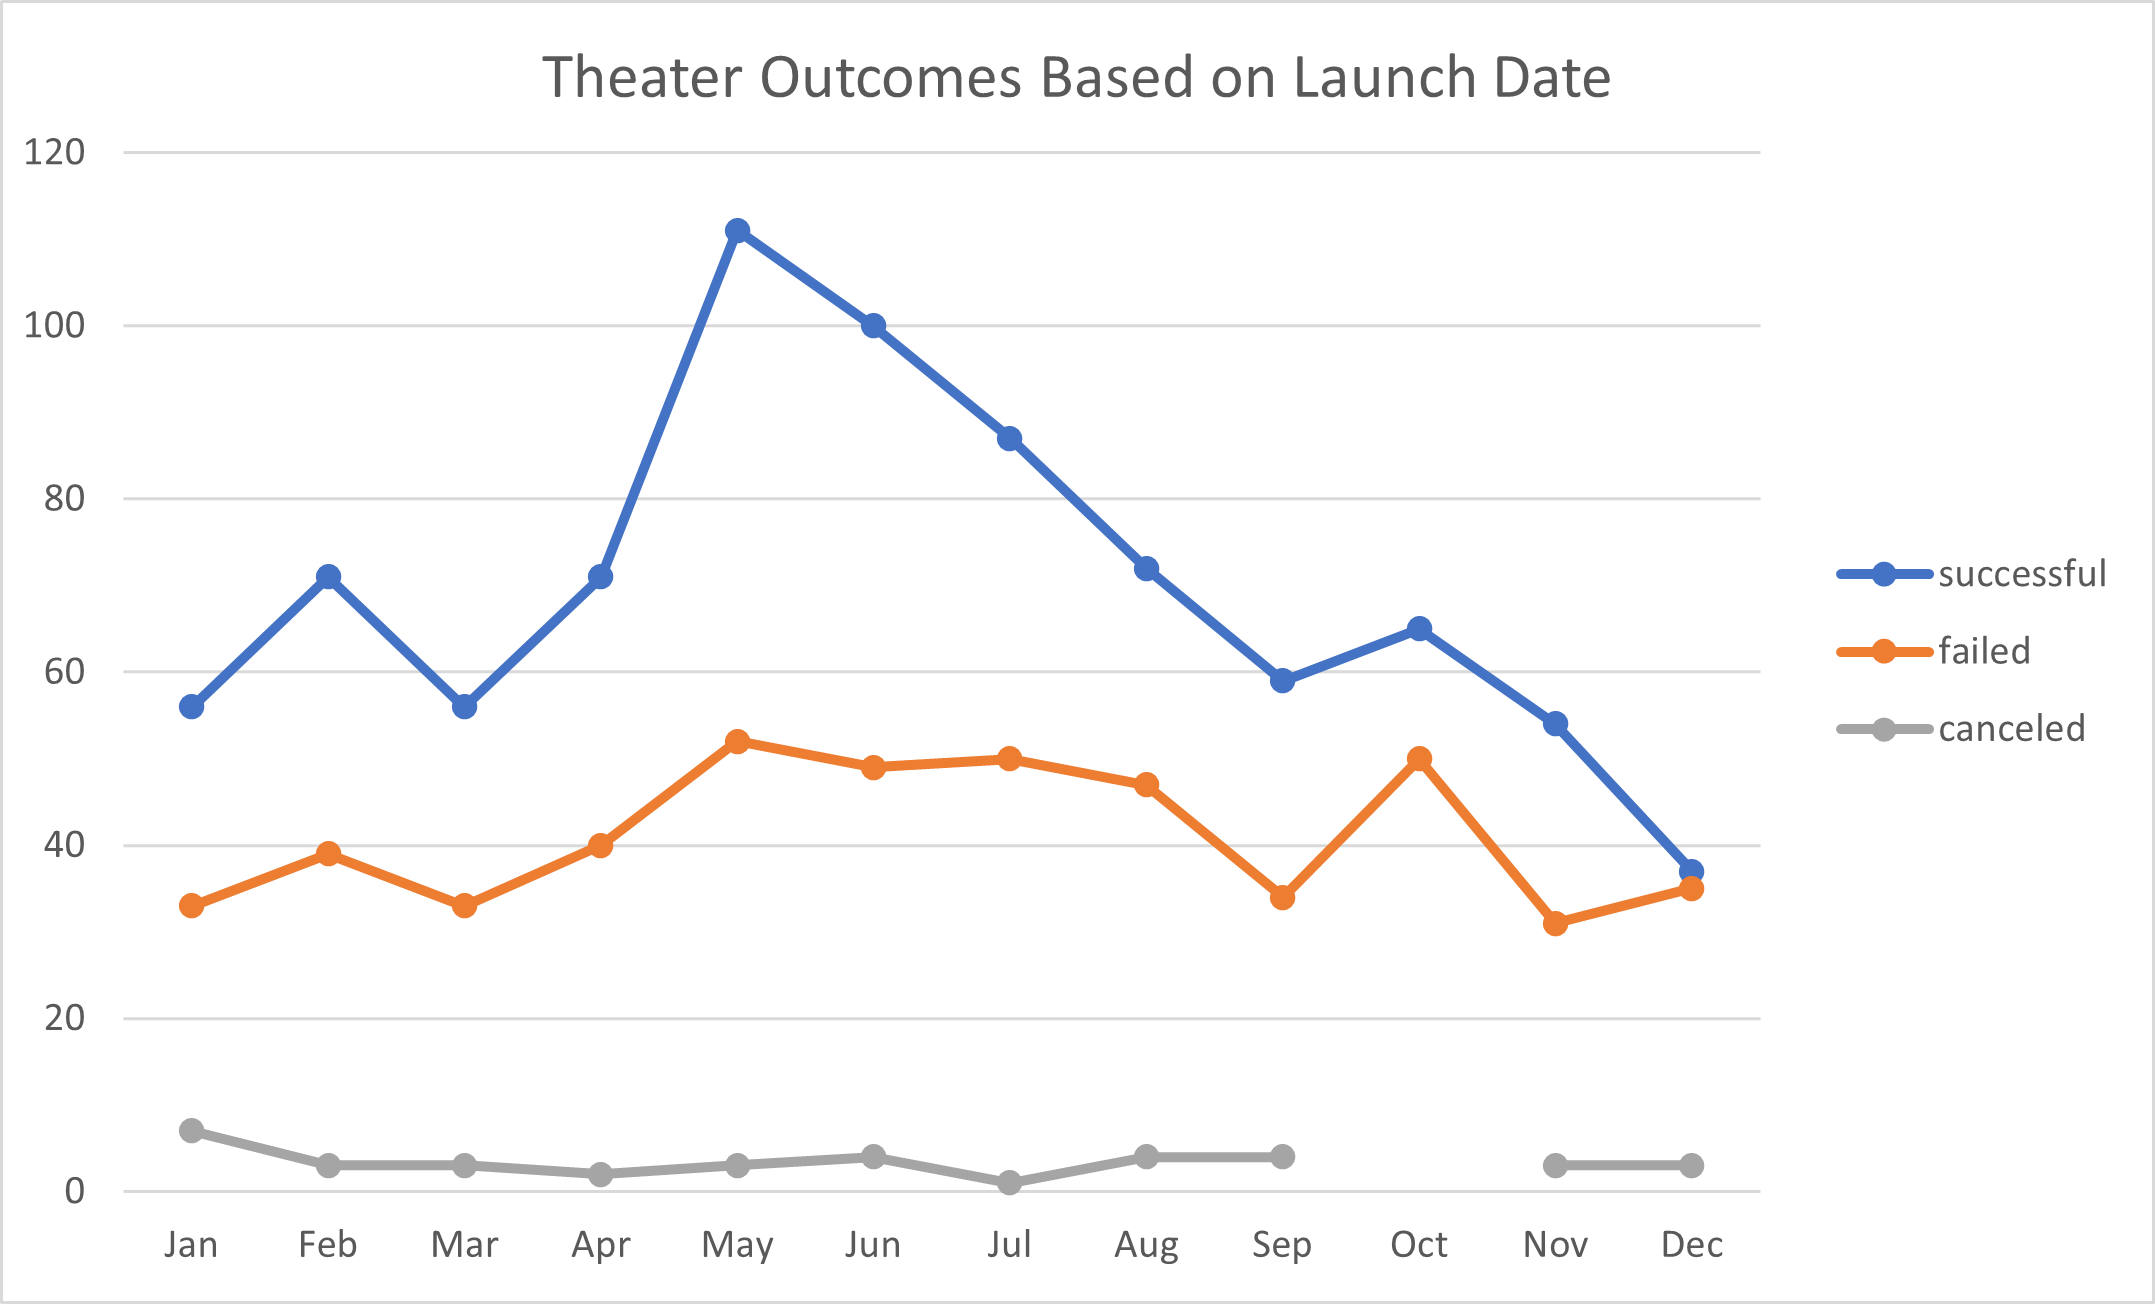 Theater Outcomes Based on Launch Date
120
100
80
60
40
20
0
Jan Feb Mar Apr May Jun Jul Aug Sep Oct Nov Dec
successful
failed
canceled